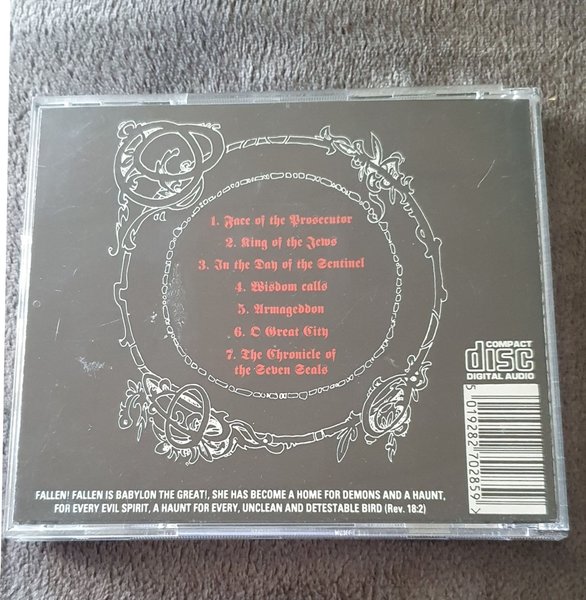 1. Face of the Prosecutor
2. King of the Jews
3. In the Day of the Sentinel
4. Wisdom calls
5. Armageddon
6. O Great City
7. The Chronicle of
the Seven Seals
COMPACT
disc
DIGITAL AUDIO
5 019282 702859 >
FALLEN! FALLEN IS BABYLON THE GREAT!, SHE HAS BECOME A HOME FOR DEMONS AND A HAUNT,
FOR EVERY EVIL SPIRIT, A HAUNT FOR EVERY, UNCLEAN AND DETESTABLE BIRD (Rev. 18:2)